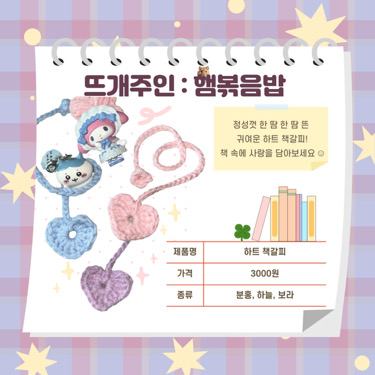 뜨개주인 : 햄볶음밥
정성껏 한 땀 한 땀 뜬
귀여운 하트 책갈피!
책 속에 사랑을 담아보세요☺
제품명 하트 책갈피
가격 3000원
종류 분홍, 하늘, 보라